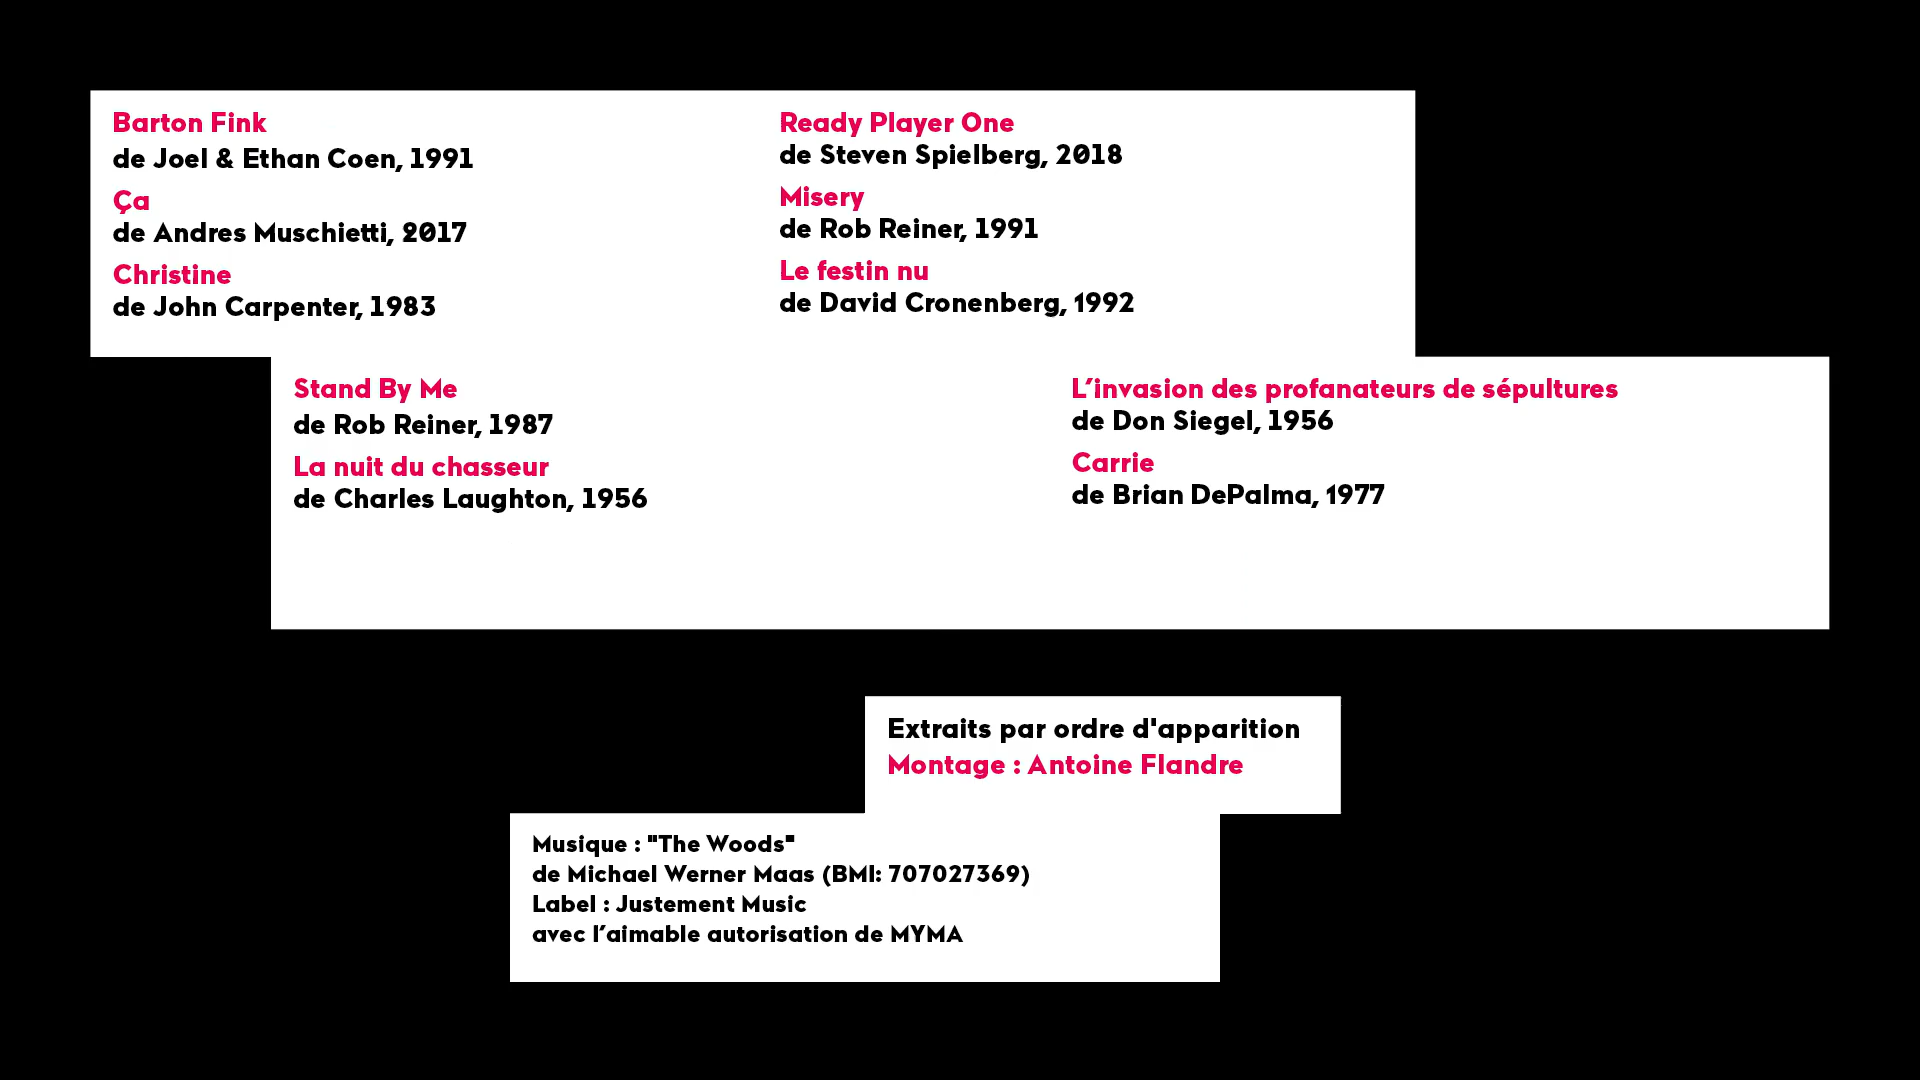 Barton Fink
de Joel & Ethan Coen, 1991
Ça
de Andres Muschietti, 2017
Christine
de John Carpenter, 1983
Ready Player One
de Steven Spielberg, 2018
Misery
de Rob Reiner, 1991
Le festin nu
de David Cronenberg, 1992
Stand By Me
de Rob Reiner, 1987
La nuit du chasseur
de Charles Laughton, 1956
L’invasion des profanateurs de sépultures
de Don Siegel, 1956
Carrie
de Brian DePalma, 1977
Extraits par ordre d'apparition
Montage : Antoine Flandre
Musique : "The Woods"
de Michael Werner Maas (BMI: 707027369)
Label : Justement Music
avec l’aimable autorisation de MYMA